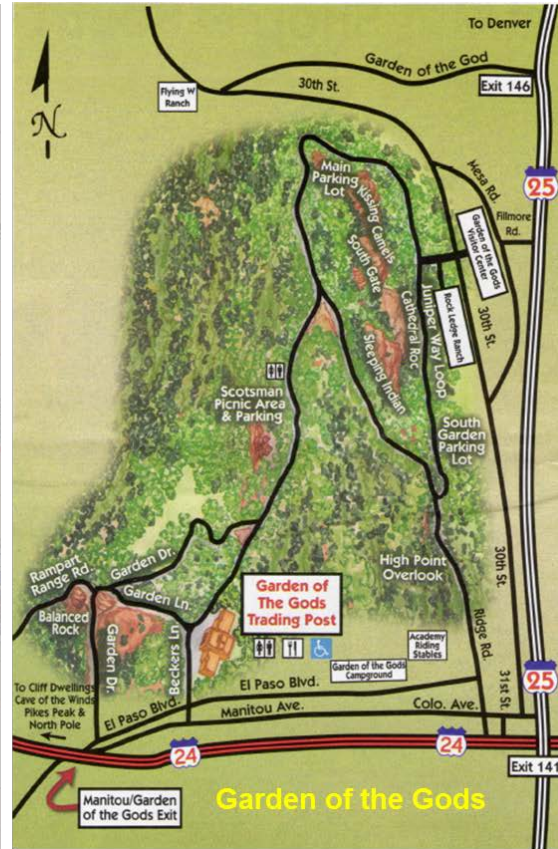 To Denver
Garden of the God
30th St.
Exit 146
Flying W
Ranch
N
Main
Parking
Lot
Kissing Camels
Mesa Rd.
25
Fillmore
Rd.
Garden of the Gods
Visitor Center
South Gate
Cathedral Roc
Juniper Way Loop
Rock Ledge Ranch
30th St.
Sleeping Indian
Scotsman
Picnic Area
& Parking
South
Garden
Parking
Lot
High Point
Overlook
30th St.
Rampart
Range Rd.
Garden Dr.
Garden Ln.
Balanced
Rock
Garden Dr.
Beckers Ln.
Garden of
The Gods
Trading Post
Academy
Riding
Stables
Garden of the Gods
Campground
Ridge Rd.
31st St.
25
To Cliff Dwellings
Cave of the Winds
Pikes Peak &
North Pole
El Paso Blvd.
El Paso Blvd.
Manitou Ave.
Colo. Ave.
24
24
Exit 141
Manitou/Garden
of the Gods Exit
Garden of the Gods